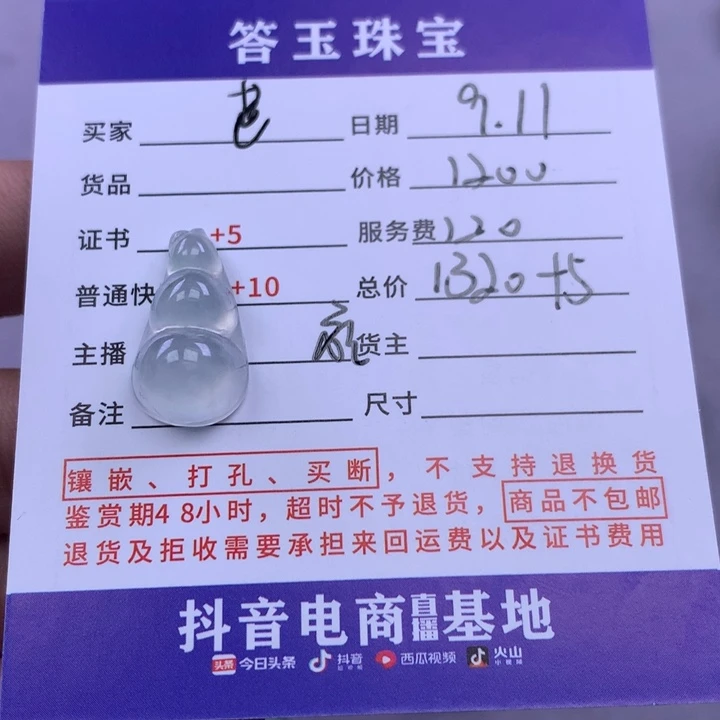 答玉珠宝
买家 日期 9.11
货品 价格 1200
证书 +5 服务费 120
普通快 +10 总价 1320+5
主播 货主
备注 尺寸
镶嵌、打孔、买断，不支持退换货
鉴赏期48小时，超时不予退货，商品不包邮
退货及拒收需要承担来回运费以及证书费用
抖音电商直播基地
头条 今日头条 抖音 西瓜视频 火山